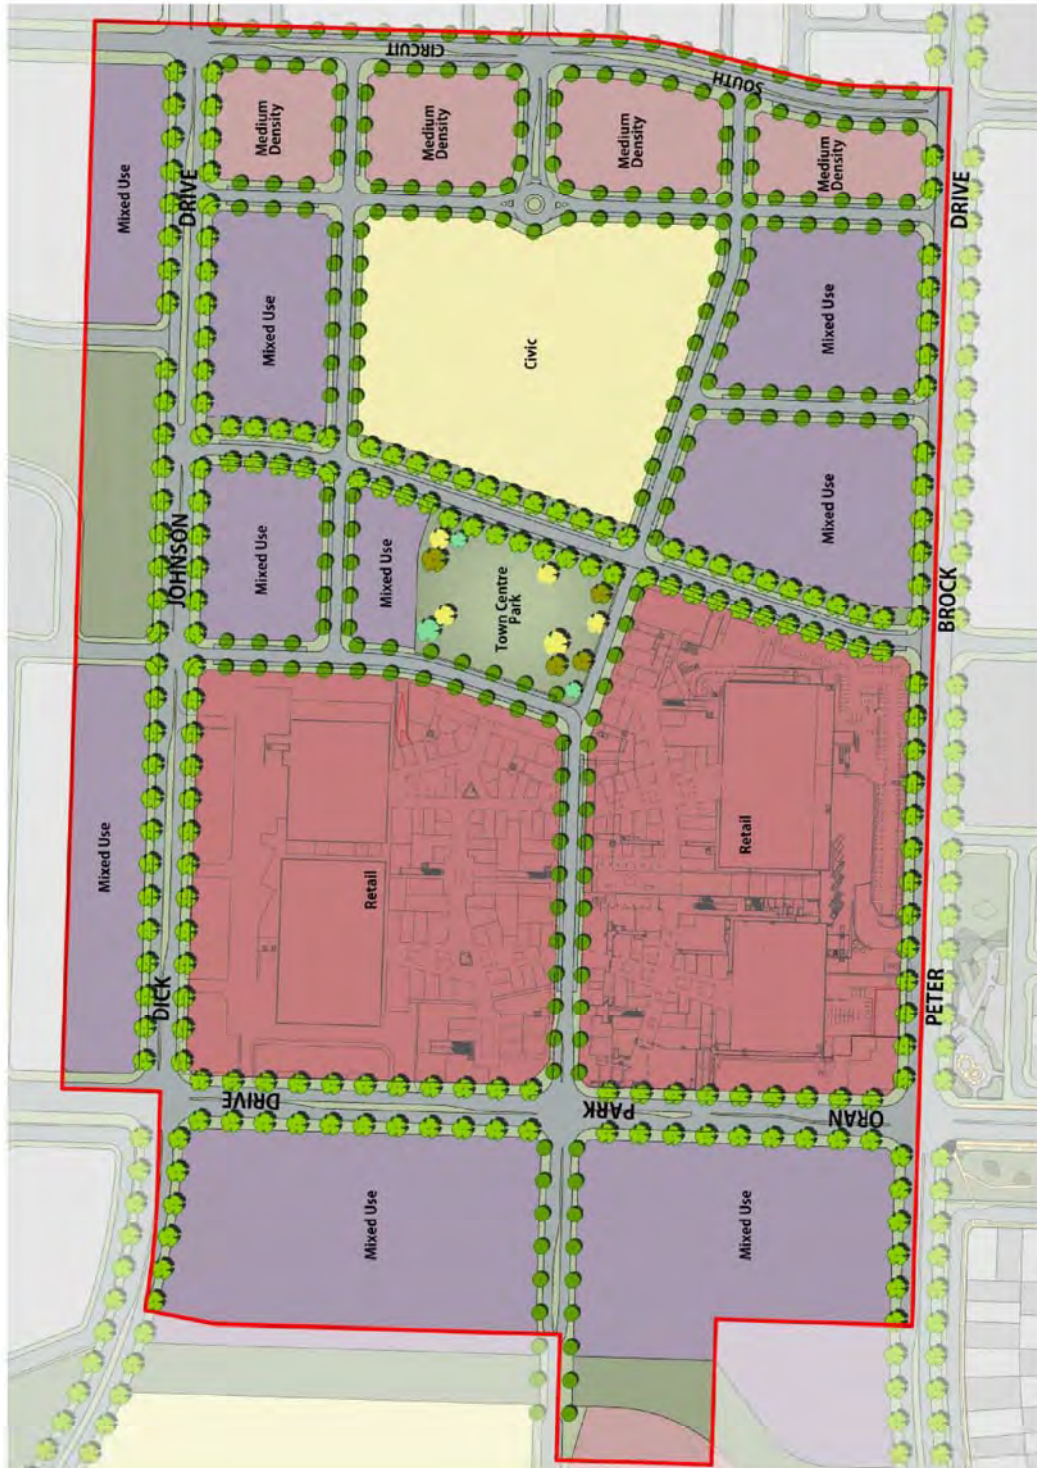 CIRCUIT
SOUTH
Medium
Density
Medium
Density
Medium
Density
Medium
Density
Mixed Use
DRIVE
DRIVE
Mixed Use
Civic
Mixed Use
Mixed Use
Mixed Use
Mixed Use
Town Centre
Park
JOHNSON
BROCK
Mixed Use
Retail
Retail
DICK
PETER
DRIVE
PARK
ORAN
Mixed Use
Mixed Use